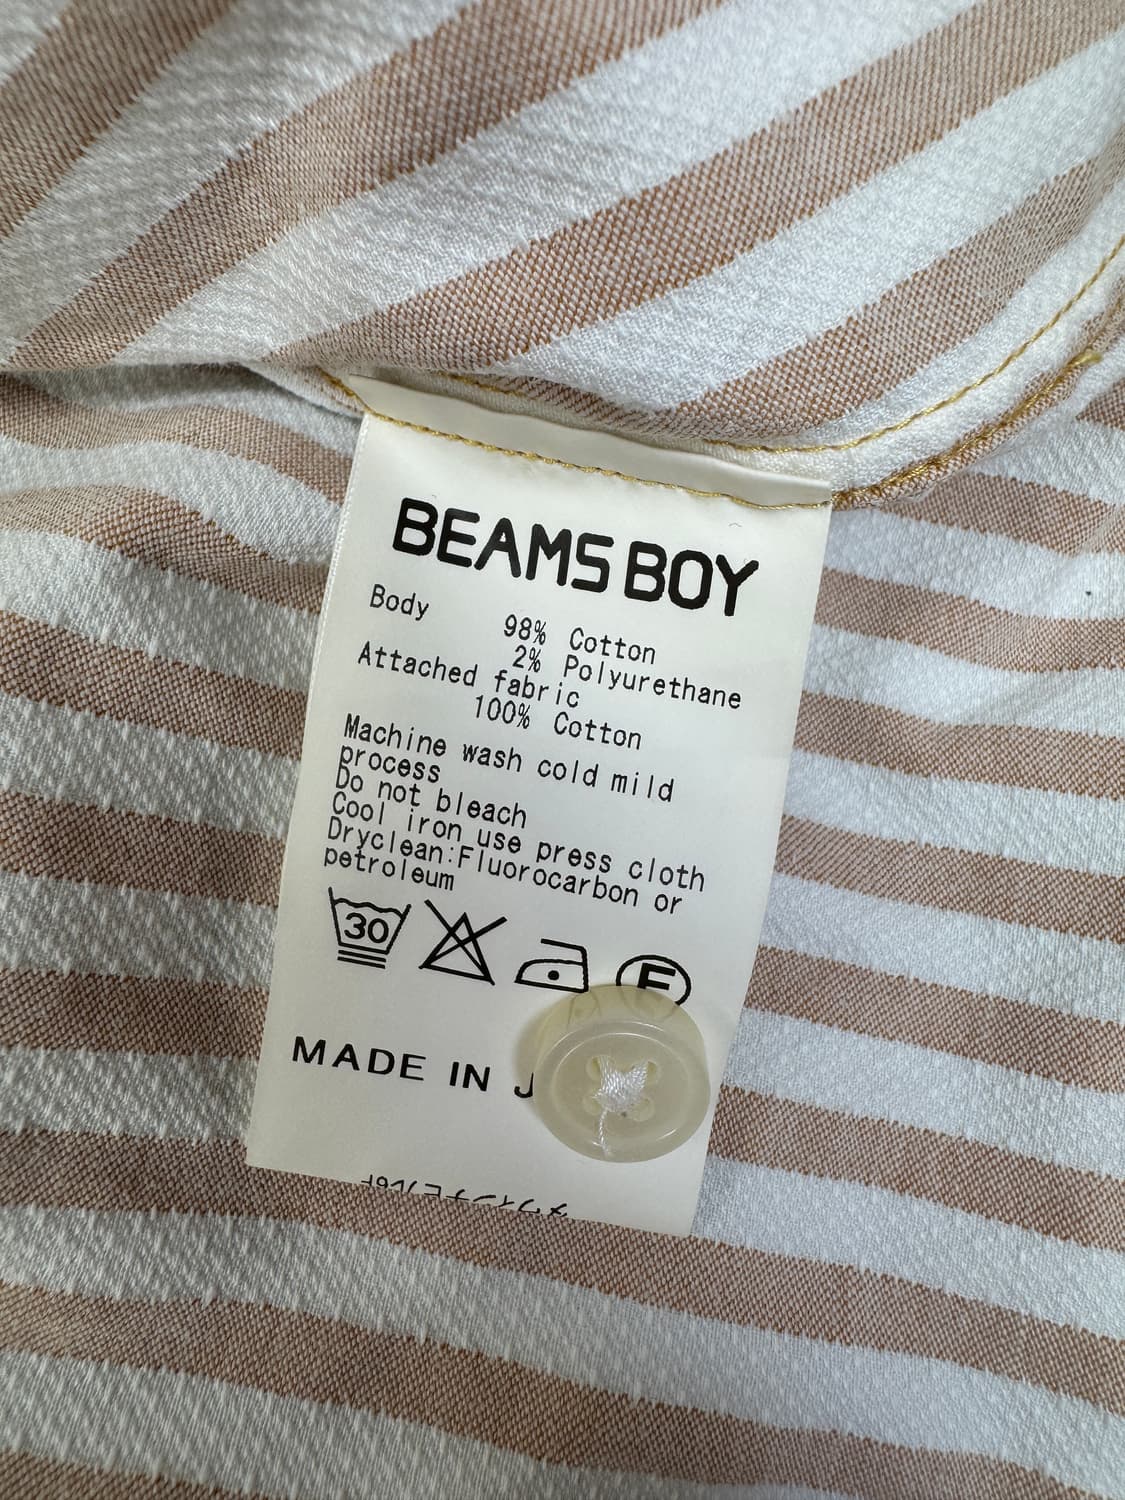 BEAMS BOY
Body 98% Cotton
2% Polyurethane
Attached fabric
100% Cotton
Machine wash cold mild
process
Do not bleach
Cool iron use press cloth
Dryclean:Fluorocarbon or
petroleum
30 F
MADE IN